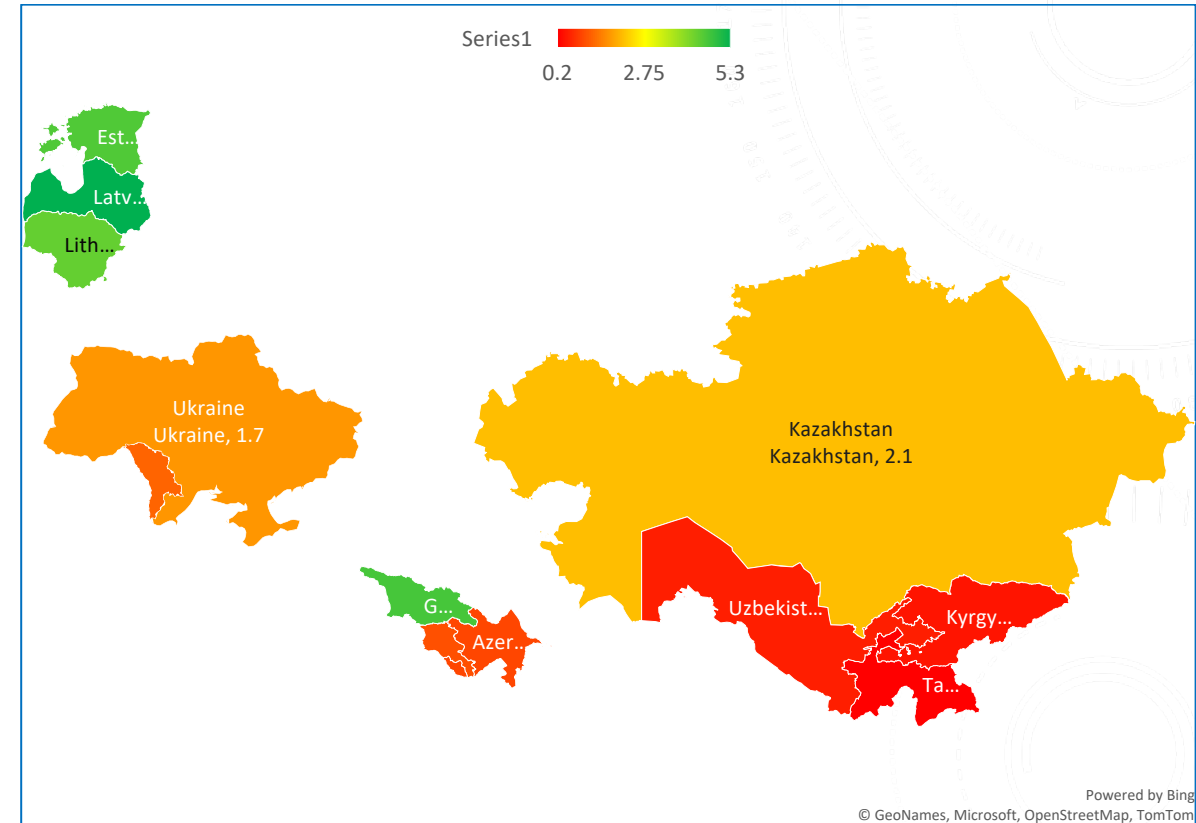 Series1
0.2 2.75 5.3
Est...
Latv...
Lith...
Ukraine
Ukraine, 1.7
Kazakhstan
Kazakhstan, 2.1
G...
Azer...
Uzbekist...
Kyrgy...
Ta...
Powered by Bing
© GeoNames, Microsoft, OpenStreetMap, TomTom